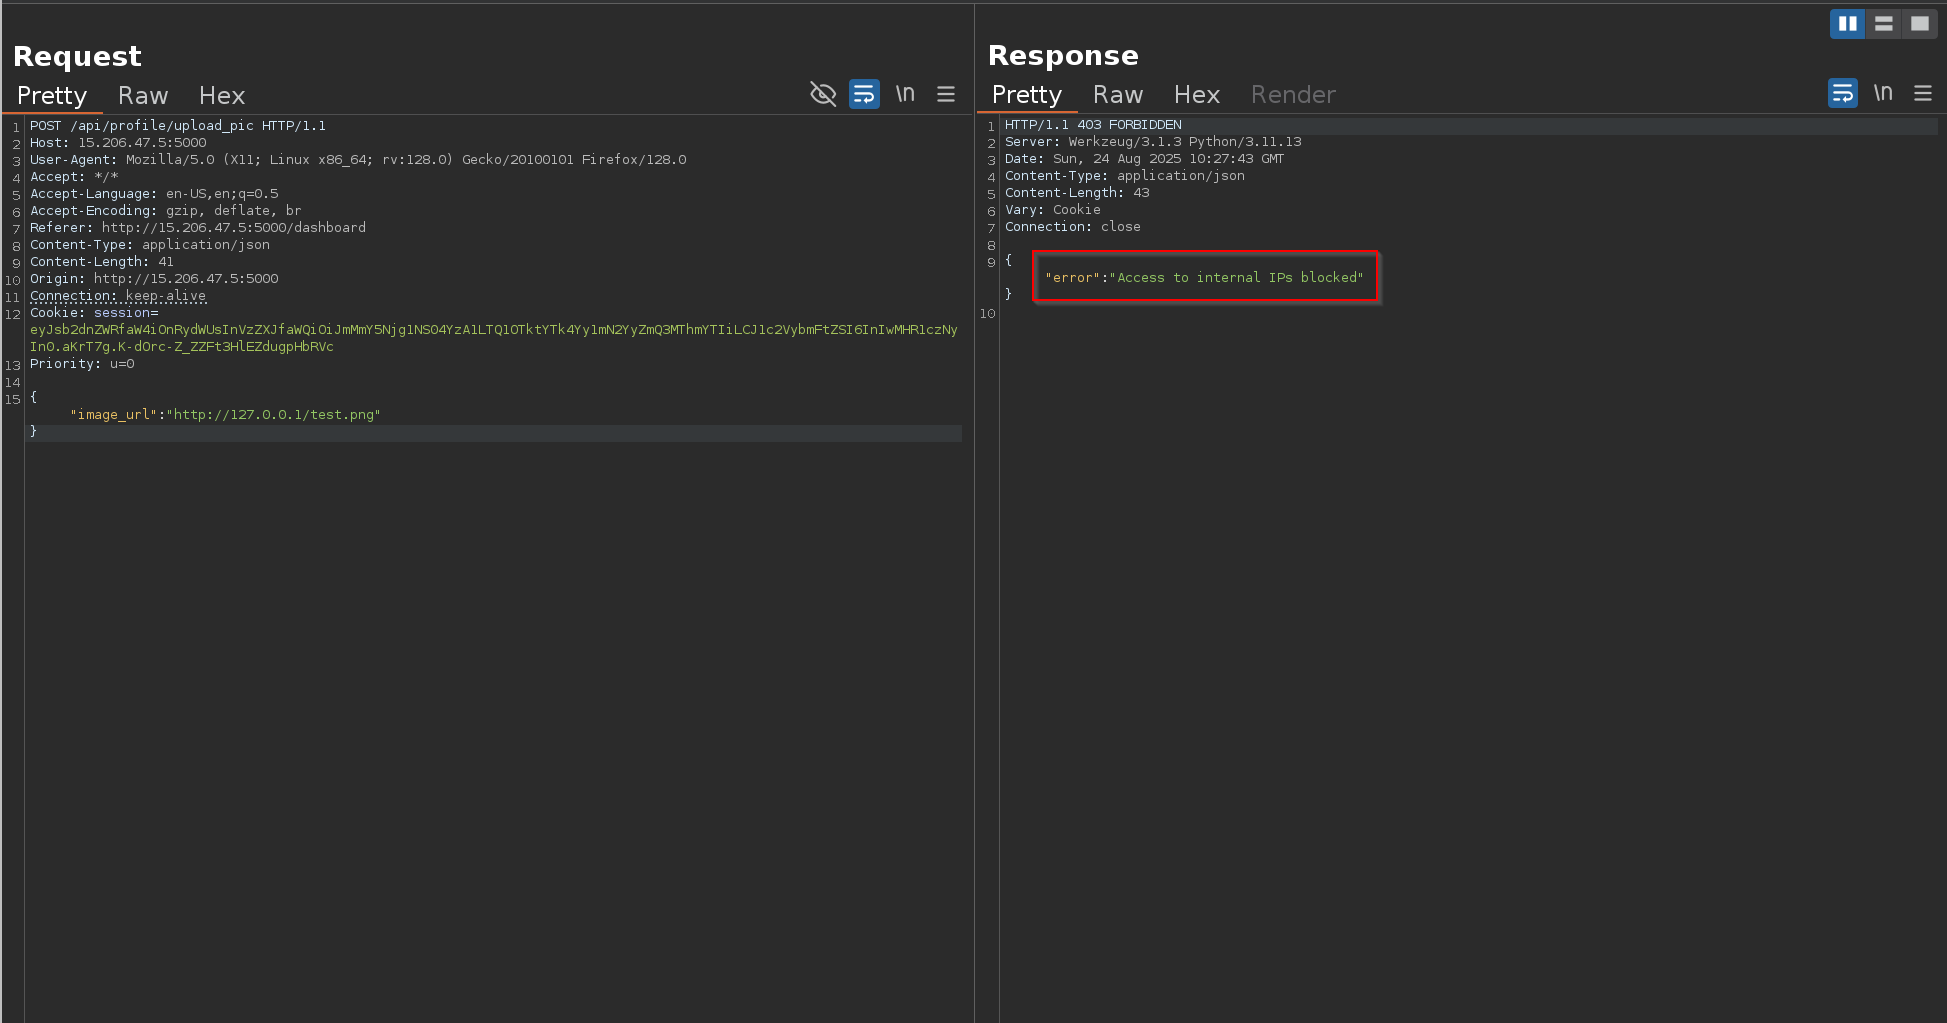 Request
Pretty Raw Hex \n
1 POST /api/profile/upload_pic HTTP/1.1
2 Host: 15.206.47.5:5000
3 User-Agent: Mozilla/5.0 (X11; Linux x86_64; rv:128.0) Gecko/20100101 Firefox/128.0
4 Accept: */*
5 Accept-Language: en-US,en;q=0.5
6 Accept-Encoding: gzip, deflate, br
7 Referer: http://15.206.47.5:5000/dashboard
8 Content-Type: application/json
9 Content-Length: 41
10 Origin: http://15.206.47.5:5000
11 Connection: keep-alive
12 Cookie: session=
eyJsb2dnZWRfaW4iOnRydWUsInVzZXJfaWQiOiJmMmY5Njg1NS04YzA1LTQ1OTktYTk4Yy1mN2YyZmQ3MThmYTIiLCJ1c2VybmFtZSI6InIwMHR1czNy
In0.aKrT7g.K-dOrc-Z_ZZFt3HlEZdugpHbRVc
13 Priority: u=0
14
15 {
"image_url":"http://127.0.0.1/test.png"
}
Response
Pretty Raw Hex Render \n
1 HTTP/1.1 403 FORBIDDEN
2 Server: Werkzeug/3.1.3 Python/3.11.13
3 Date: Sun, 24 Aug 2025 10:27:43 GMT
4 Content-Type: application/json
5 Content-Length: 43
6 Vary: Cookie
7 Connection: close
8
9 {
"error":"Access to internal IPs blocked"
}
10